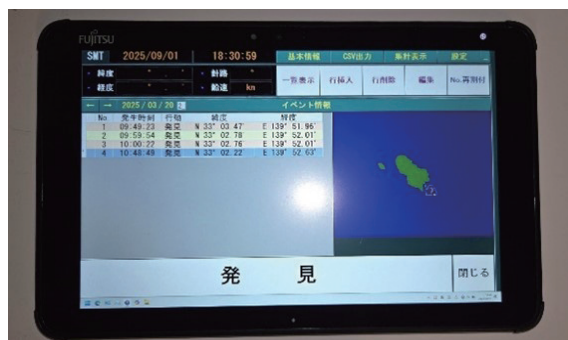 FUJITSU
SMT 2025/09/01 18:30:59 基本情報 CSV出力 集計表示 設定
緯度 針路 一覧表示 行挿入 行削除 編集 No.再割付
経度 船速 kn
← → 2025/03/20 イベント情報
No 発生時刻 行動 緯度 経度
1 09:49:23 発見 N 33° 03.47' E 139° 51.95'
2 09:59:54 発見 N 33° 02.78' E 139° 52.01'
3 10:00:22 発見 N 33° 02.76' E 139° 52.01'
4 10:48:49 発見 N 33° 02.22' E 139° 52.63'
発 見 閉じる